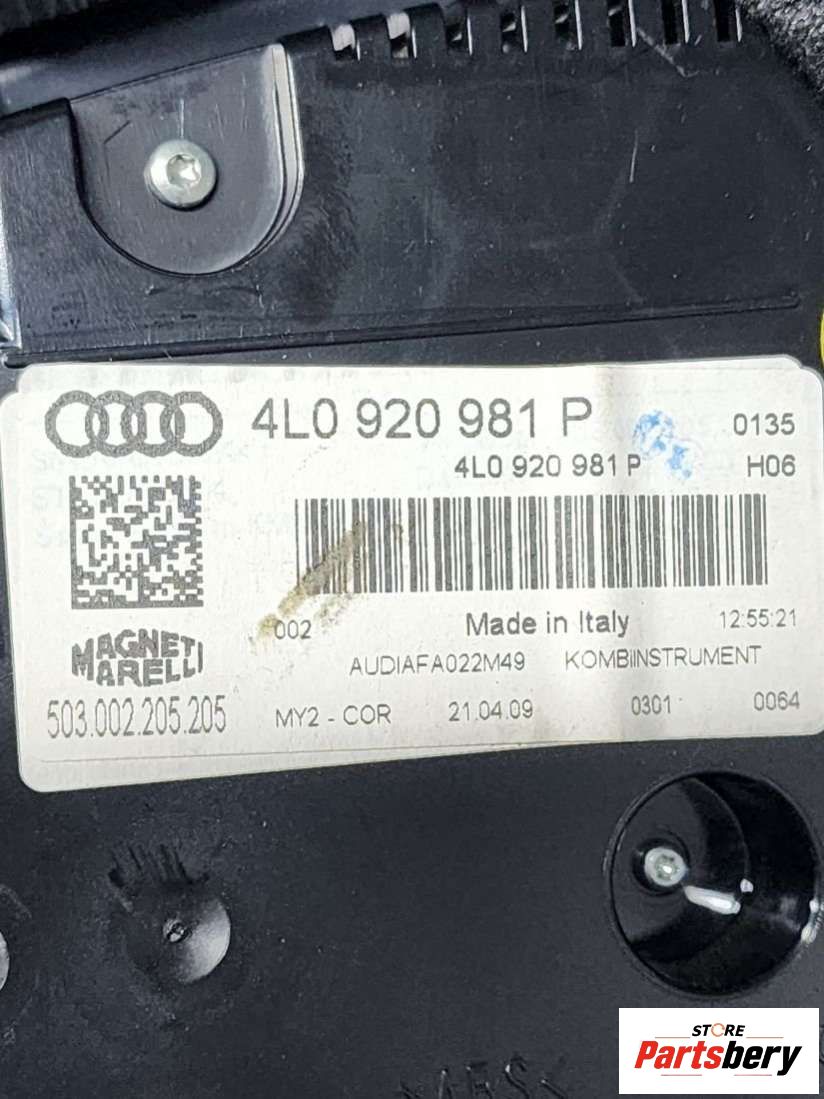 4L0 920 981 P
0135
4L0 920 981 P
H06
002
Made in Italy
12:55:21
MAGNETI MARELLI
AUDIAFA022M49
KOMBIINSTRUMENT
503.002.205.205
MY2 - COR
21.04.09
0301
0064
STORE
Partsbery